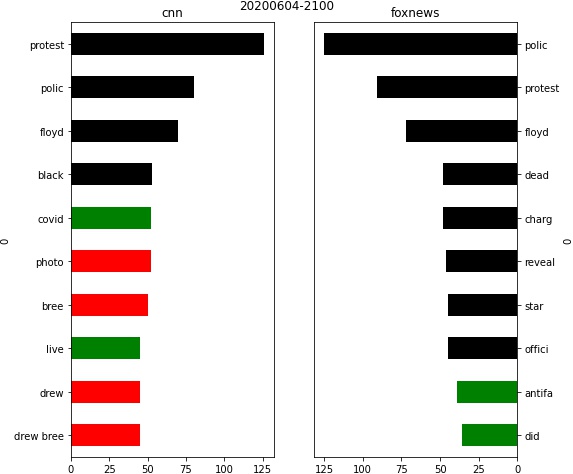 20200604-2100
cnn
protest
polic
floyd
black
covid
photo
bree
live
drew
drew bree
0 25 50 75 100 125
0
foxnews
polic
protest
floyd
dead
charg
reveal
star
offici
antifa
did
125 100 75 50 25 0
0